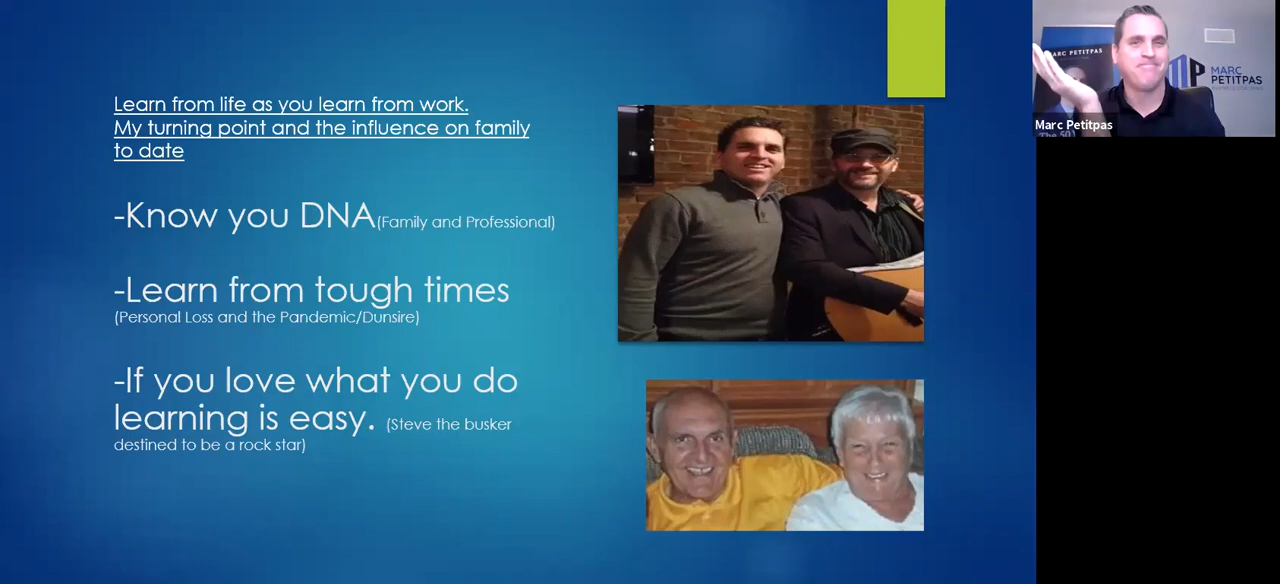 Learn from life as you learn from work.
My turning point and the influence on family
to date
-Know you DNA(Family and Professional)
-Learn from tough times
(Personal Loss and the Pandemic/Dunsire)
-If you love what you do
learning is easy. (Steve the busker
destined to be a rock star)
MARC PETITPAS
MARC
PETITPAS
Marc Petitpas